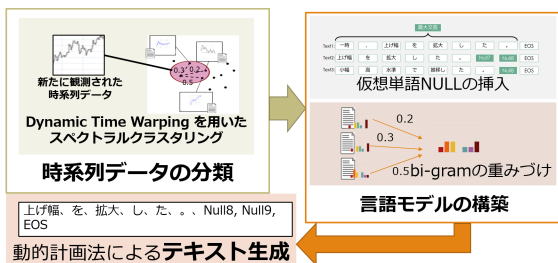 新たに観測された
時系列データ
0.3
0.2
0.5
Dynamic Time Warping を用いた
スペクトラルクラスタリング
時系列データの分類
最大文長
Text1 一時 、 上げ幅 を 拡大 し た 。 EOS
Text2 上げ幅 を 拡大 し た 。 Null7 Null8 EOS
Text3 小幅 高 水準 で 推移し た 。 Null8 EOS
仮想単語NULLの挿入
0.2
0.3
0.5
bi-gramの重みづけ
言語モデルの構築
上げ幅、を、拡大、し、た、。、Null8, Null9,
EOS
動的計画法によるテキスト生成